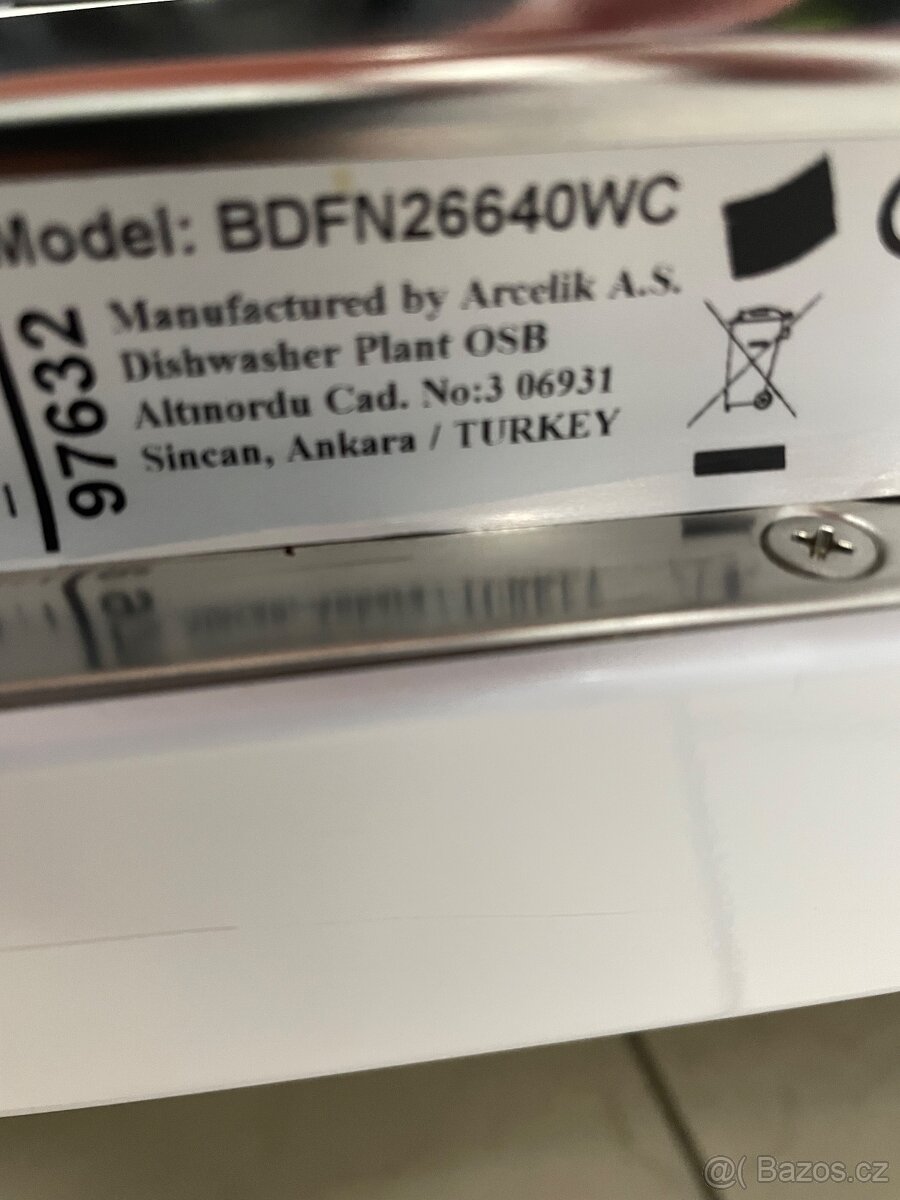 Model: BDFN26640WC
97632
Manufactured by Arcelik A.S.
Dishwasher Plant OSB
Altınordu Cad. No:3 06931
Sincan, Ankara / TURKEY
@( Bazos.cz